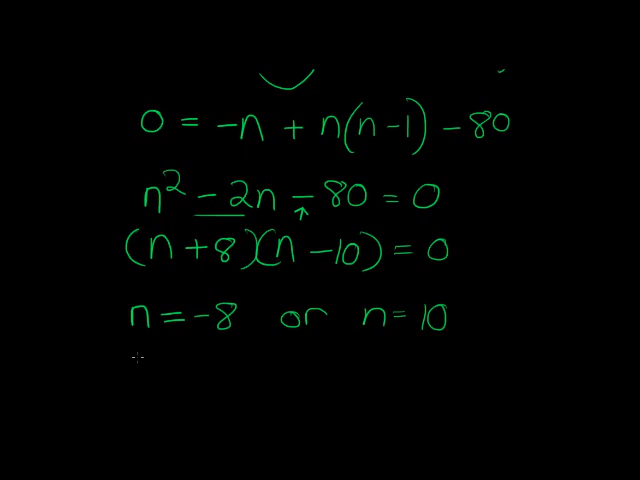 0 = -n + n(n-1) - 80
n² - 2n - 80 = 0
(n + 8)(n - 10) = 0
n = -8 or n = 10